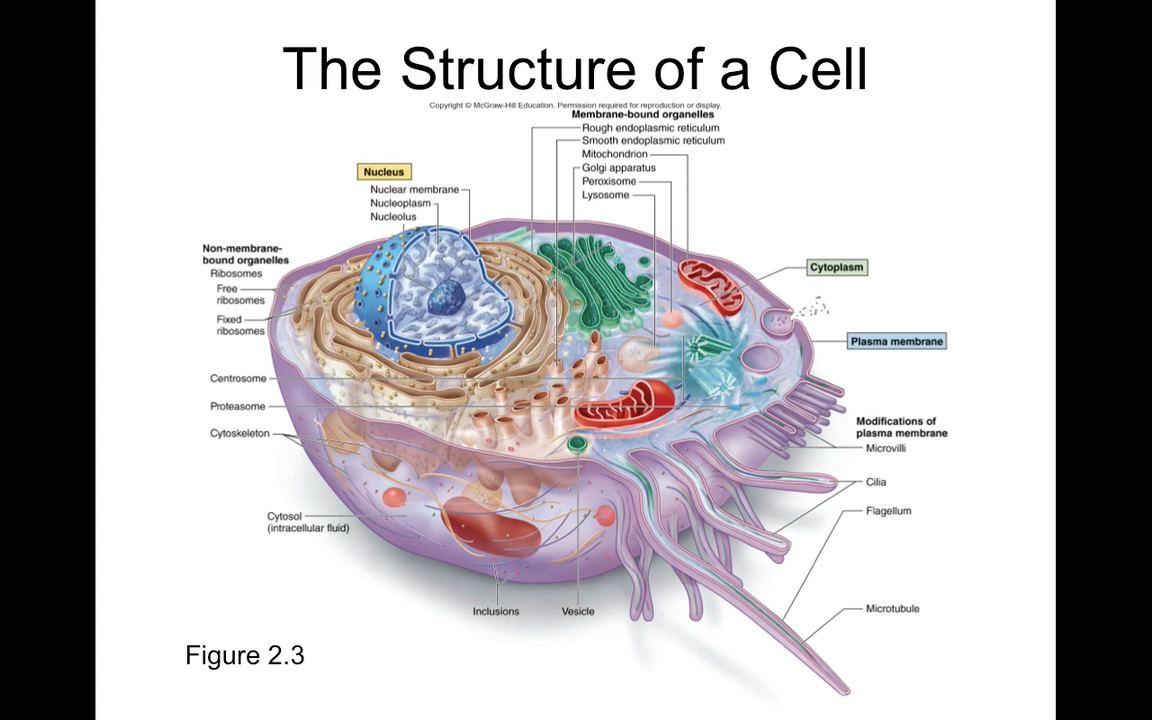 The Structure of a Cell
Copyright © McGraw-Hill Education. Permission required for reproduction or display.
Membrane-bound organelles
Rough endoplasmic reticulum
Smooth endoplasmic reticulum
Mitochondrion
Golgi apparatus
Peroxisome
Lysosome
Nucleus
Nuclear membrane
Nucleoplasm
Nucleolus
Non-membrane-
bound organelles
Ribosomes
Free
ribosomes
Fixed
ribosomes
Centrosome
Proteasome
Cytoskeleton
Cytosol
(intracellular fluid)
Inclusions
Vesicle
Cytoplasm
Plasma membrane
Modifications of
plasma membrane
Microvilli
Cilia
Flagellum
Microtubule
Figure 2.3